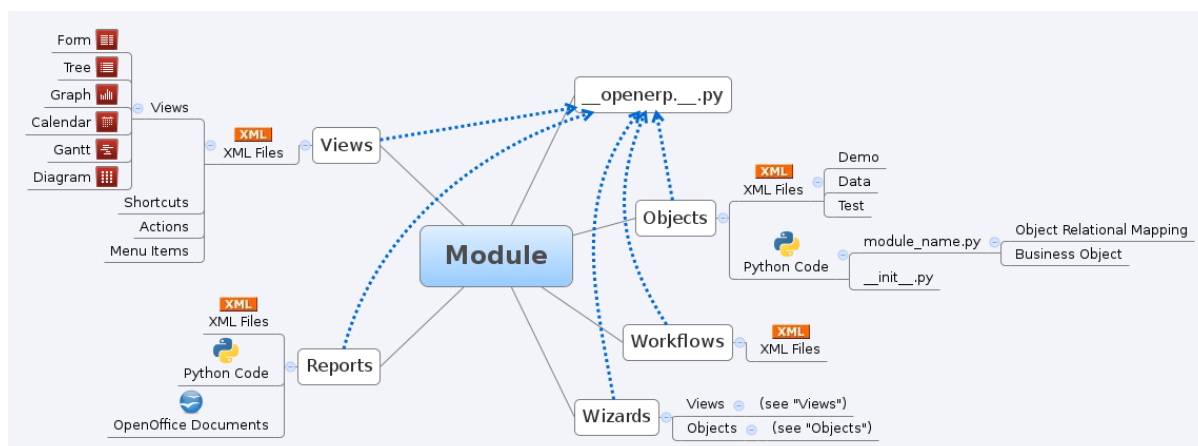 Form
Tree
Graph
Calendar
Gantt
Diagram
Views
Shortcuts
Actions
Menu Items
XML
XML Files
Views
__openerp.__.py
Module
Objects
XML
XML Files
Demo
Data
Test
Python Code
module_name.py
Object Relational Mapping
Business Object
__init__.py
XML
XML Files
Python Code
OpenOffice Documents
Reports
Workflows
XML
XML Files
Wizards
Views
(see "Views")
Objects
(see "Objects")